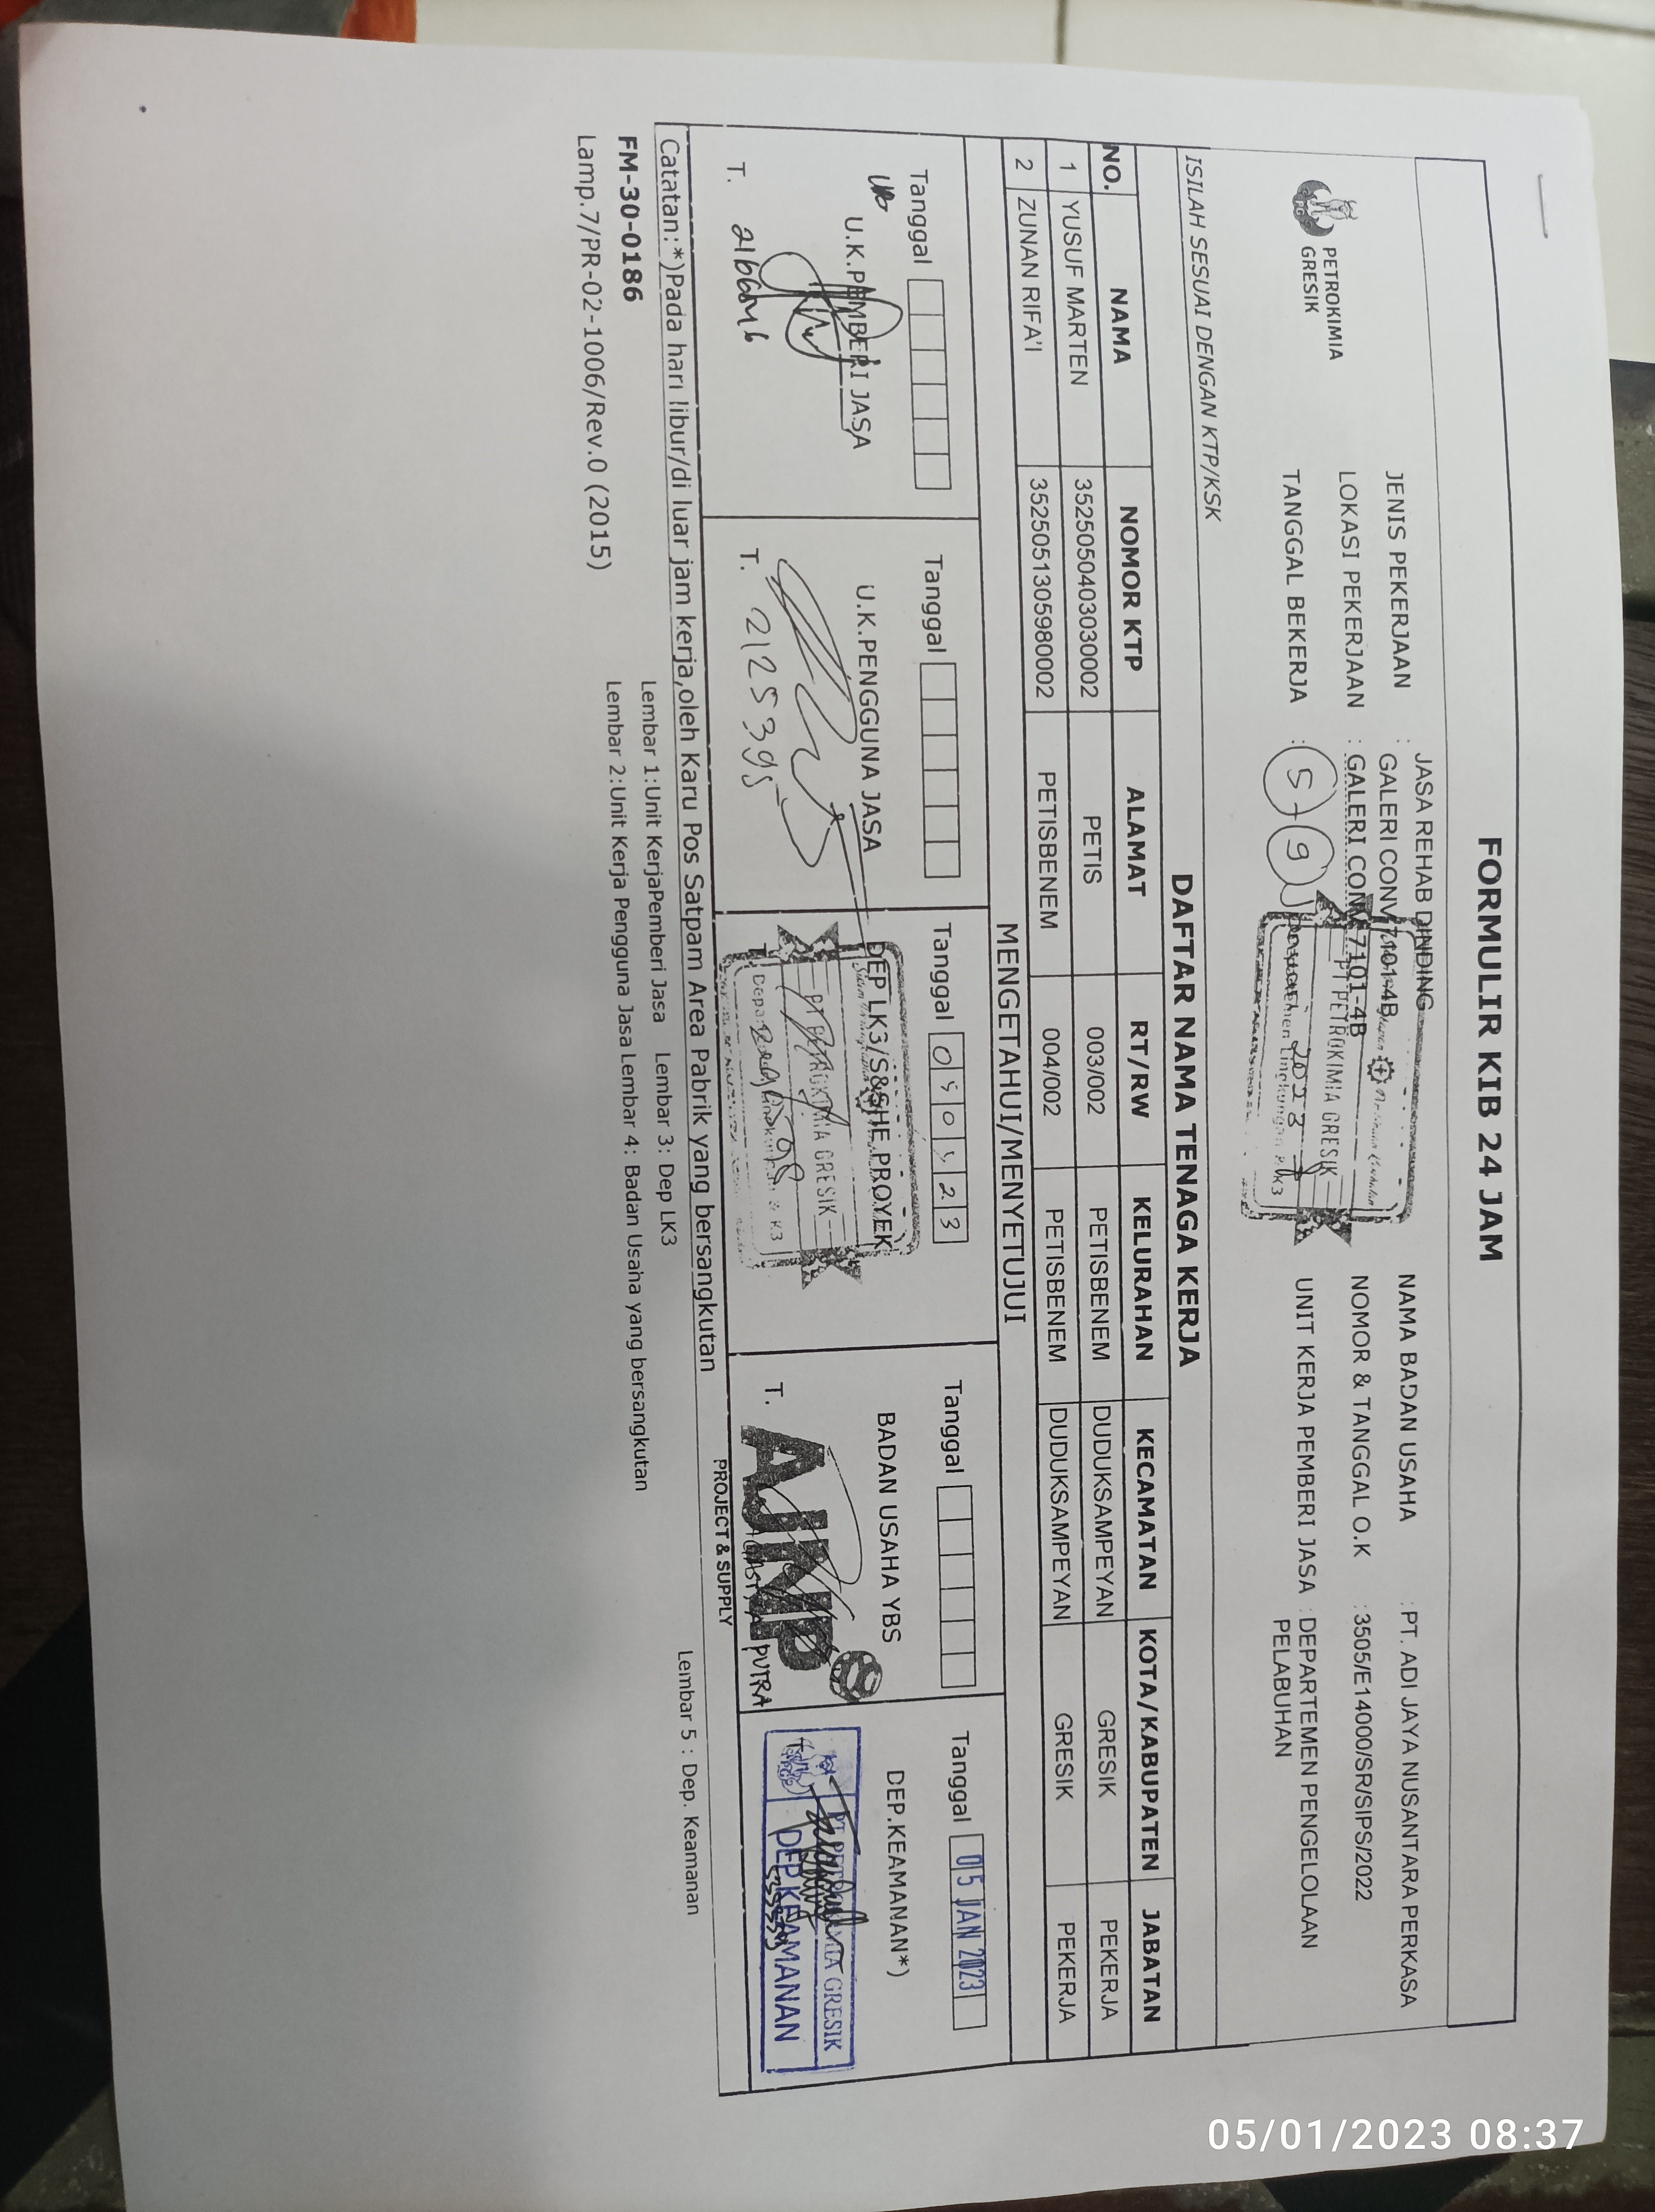 FORMULIR KIB 24 JAM
PETROKIMIA
GRESIK
JENIS PEKERJAAN : JASA REHAB DINDING
GALERI CONV 7101-4B
LOKASI PEKERJAAN : GALERI CONV 7101-4B
TANGGAL BEKERJA : 5 - 9 2023
PT PETROKIMIA GRESIK
NAMA BADAN USAHA : PT. ADI JAYA NUSANTARA PERKASA
NOMOR & TANGGAL O.K : 3505/E14000/SR/SIPS/2022
UNIT KERJA PEMBERI JASA : DEPARTEMEN PENGELOLAAN
PELABUHAN
ISILAH SESUAI DENGAN KTP/KSK
DAFTAR NAMA TENAGA KERJA
NO. NAMA NOMOR KTP ALAMAT RT/RW KELURAHAN KECAMATAN KOTA/KABUPATEN JABATAN
1 YUSUF MARTEN 3525050403030002 PETIS 003/002 PETISBENEM DUDUKSAMPEYAN GRESIK PEKERJA
2 ZUNAN RIFA'I 3525051305980002 PETISBENEM 004/002 PETISBENEM DUDUKSAMPEYAN GRESIK PEKERJA
MENGETAHUI/MENYETUJUI
Tanggal
U.K.PEMBERI JASA
T.
Tanggal
U.K.PENGGUNA JASA
T. 2125395
Tanggal 23
DEP LK3/S&SHE PROYEK
PT PETROKIMIA GRESIK
T.
Tanggal
BADAN USAHA YBS
T.
AJNP
PUTRA
PROJECT & SUPPLY
Tanggal 05 JAN 2023
DEP.KEAMANAN*)
PT PETROKIMIA GRESIK
DEP KEAMANAN
T.
Catatan:*)Pada hari libur/di luar jam kerja,oleh Karu Pos Satpam Area Pabrik yang bersangkutan
FM-30-0186
Lembar 1:Unit KerjaPemberi Jasa Lembar 3: Dep LK3
Lembar 5 : Dep. Keamanan
Lamp.7/PR-02-1006/Rev.0 (2015)
Lembar 2:Unit Kerja Pengguna Jasa Lembar 4: Badan Usaha yang bersangkutan
05/01/2023 08:37